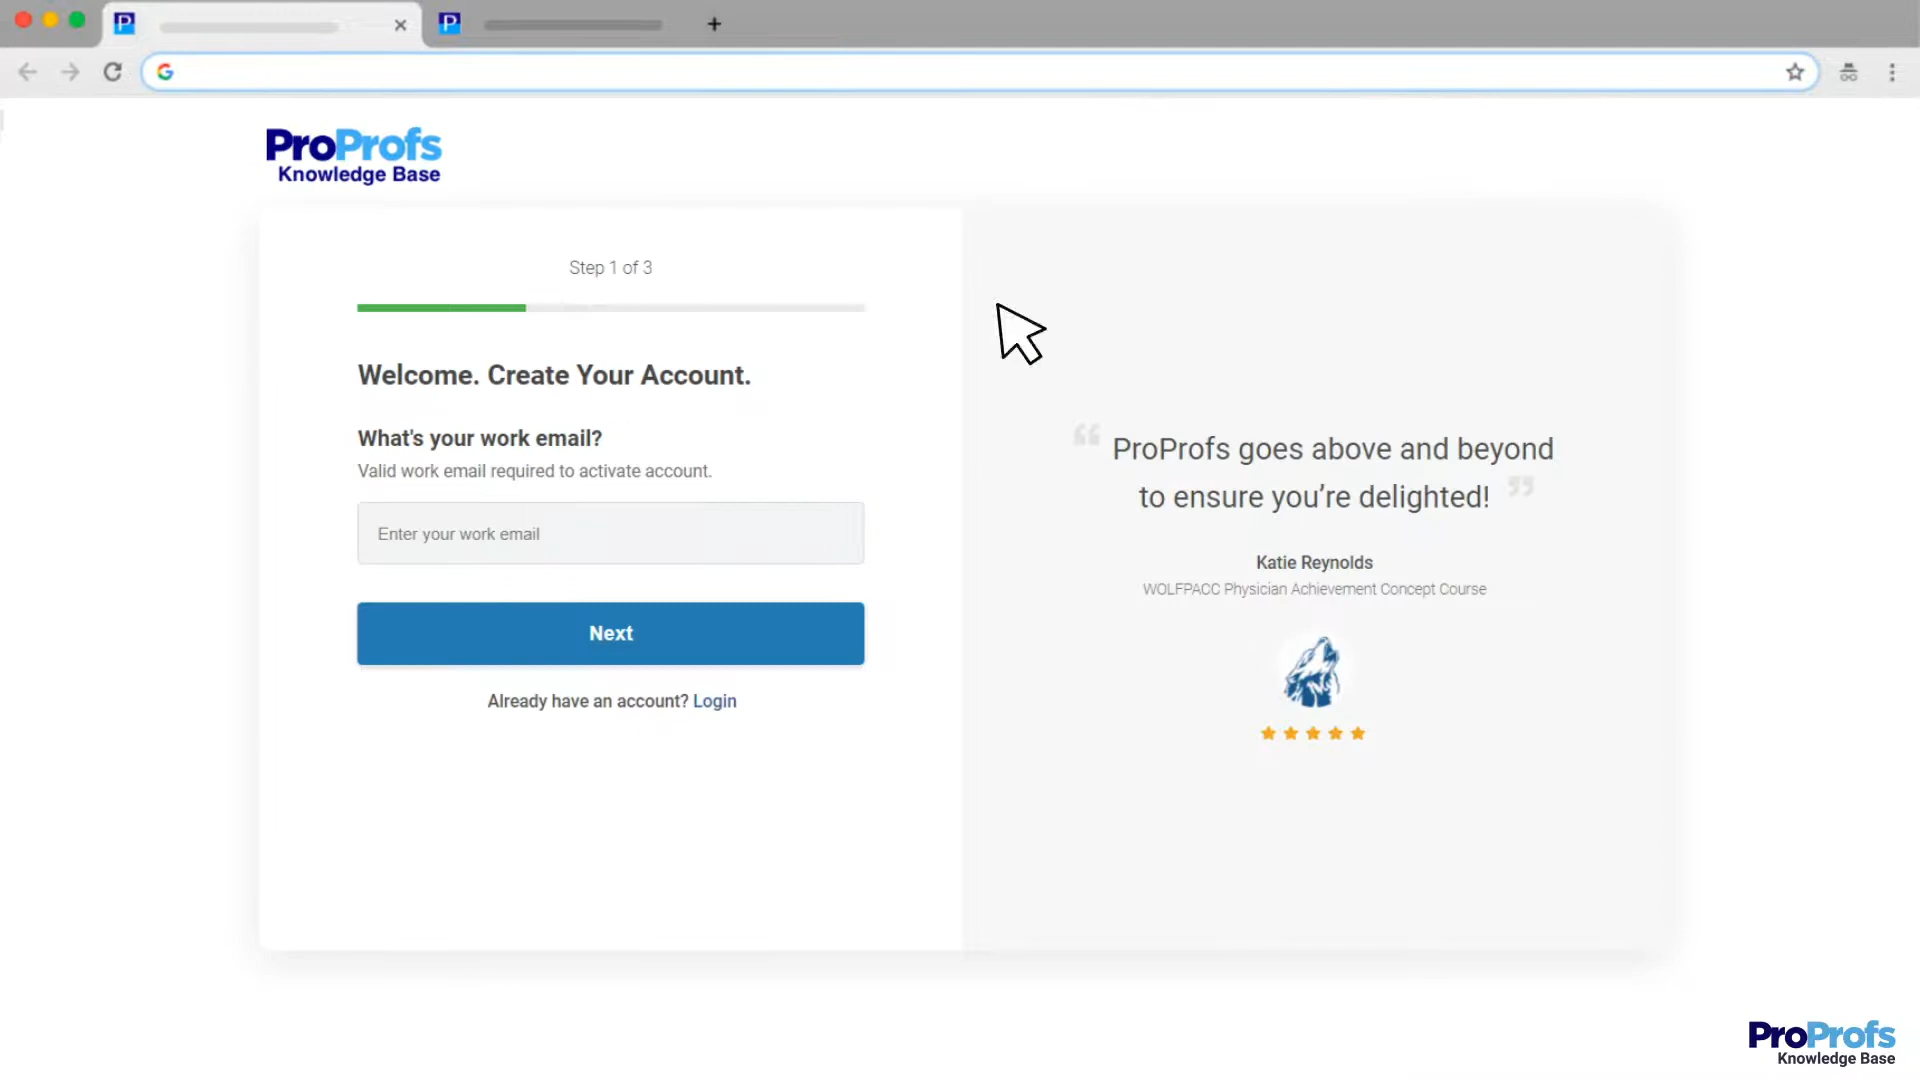 ProProfs
Knowledge Base
Step 1 of 3
Welcome. Create Your Account.
What's your work email?
Valid work email required to activate account.
Enter your work email
Next
Already have an account? Login
“ ProProfs goes above and beyond
to ensure you’re delighted! ”
Katie Reynolds
WOLFPACC Physician Achievement Concept Course
ProProfs
Knowledge Base